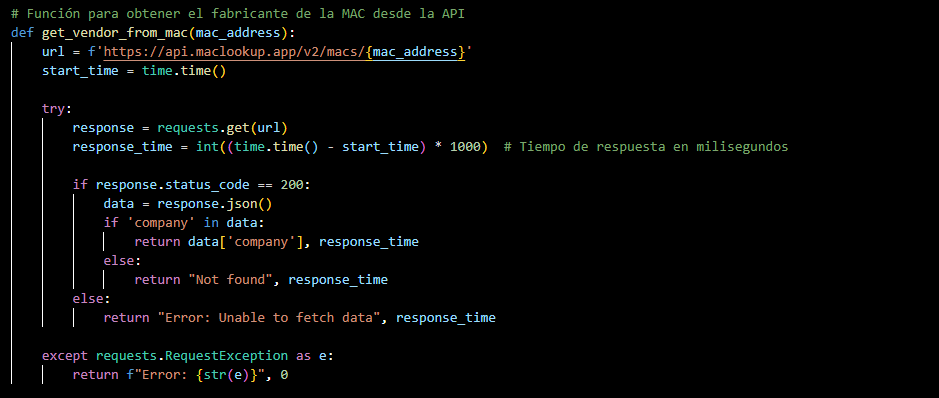 # Función para obtener el fabricante de la MAC desde la API
def get_vendor_from_mac(mac_address):
    url = f'https://api.maclookup.app/v2/macs/{mac_address}'
    start_time = time.time()

    try:
        response = requests.get(url)
        response_time = int((time.time() - start_time) * 1000)  # Tiempo de respuesta en milisegundos

        if response.status_code == 200:
            data = response.json()
            if 'company' in data:
                return data['company'], response_time
            else:
                return "Not found", response_time
        else:
            return "Error: Unable to fetch data", response_time

    except requests.RequestException as e:
        return f"Error: {str(e)}", 0